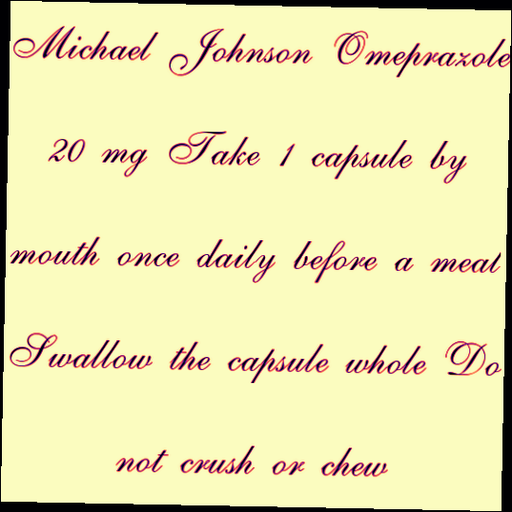 Michael Johnson Omeprazole
20 mg Take 1 capsule by
mouth once daily before a meal
Swallow the capsule whole Do
not crush or chew